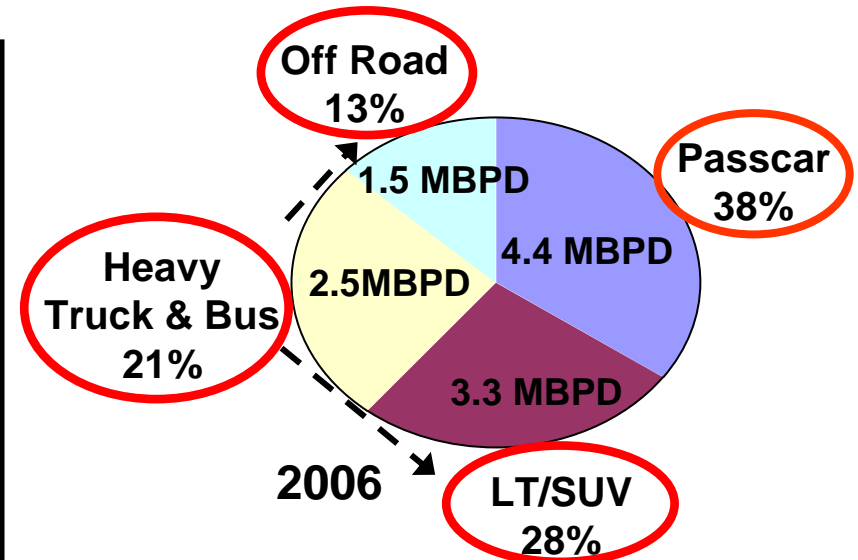 Off Road
13%
1.5 MBPD
Passcar
38%
4.4 MBPD
Heavy
Truck & Bus
21%
2.5MBPD
3.3 MBPD
2006
LT/SUV
28%